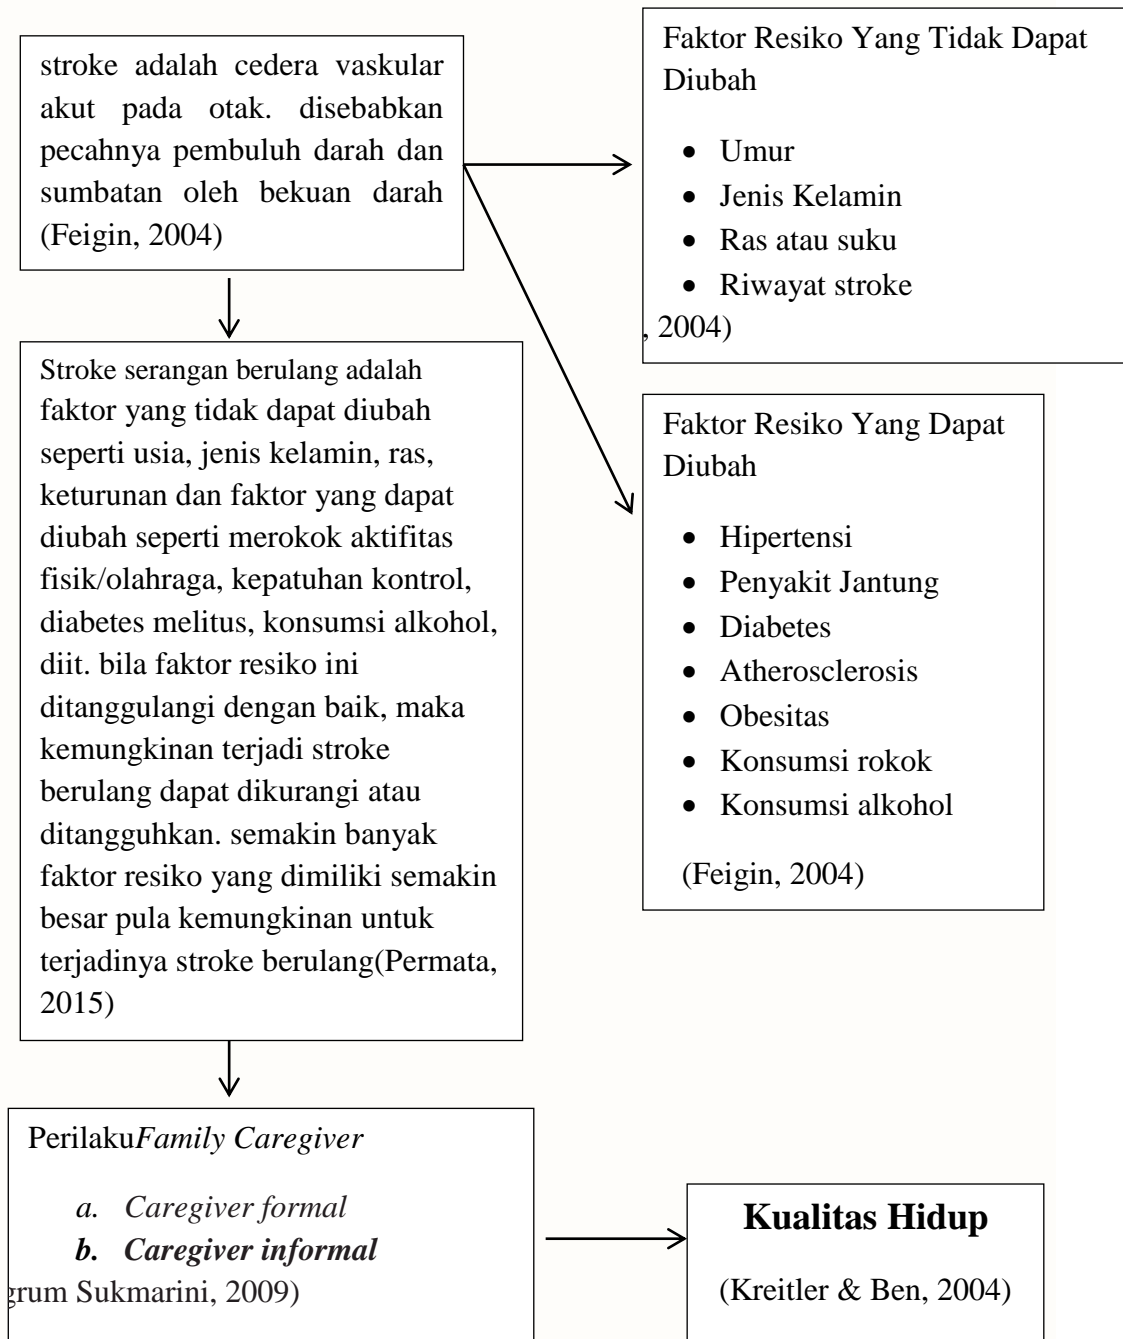 stroke adalah cedera vaskular
akut pada otak. disebabkan
pecahnya pembuluh darah dan
sumbatan oleh bekuan darah
(Feigin, 2004)
Faktor Resiko Yang Tidak Dapat
Diubah
• Umur
• Jenis Kelamin
• Ras atau suku
• Riwayat stroke
, 2004)
Stroke serangan berulang adalah
faktor yang tidak dapat diubah
seperti usia, jenis kelamin, ras,
keturunan dan faktor yang dapat
diubah seperti merokok aktifitas
fisik/olahraga, kepatuhan kontrol,
diabetes melitus, konsumsi alkohol,
diit. bila faktor resiko ini
ditanggulangi dengan baik, maka
kemungkinan terjadi stroke
berulang dapat dikurangi atau
ditangguhkan. semakin banyak
faktor resiko yang dimiliki semakin
besar pula kemungkinan untuk
terjadinya stroke berulang(Permata,
2015)
Faktor Resiko Yang Dapat
Diubah
• Hipertensi
• Penyakit Jantung
• Diabetes
• Atherosclerosis
• Obesitas
• Konsumsi rokok
• Konsumsi alkohol
(Feigin, 2004)
PerilakuFamily Caregiver
a. Caregiver formal
b. Caregiver informal
Sukmarini, 2009)
Kualitas Hidup
(Kreitler & Ben, 2004)